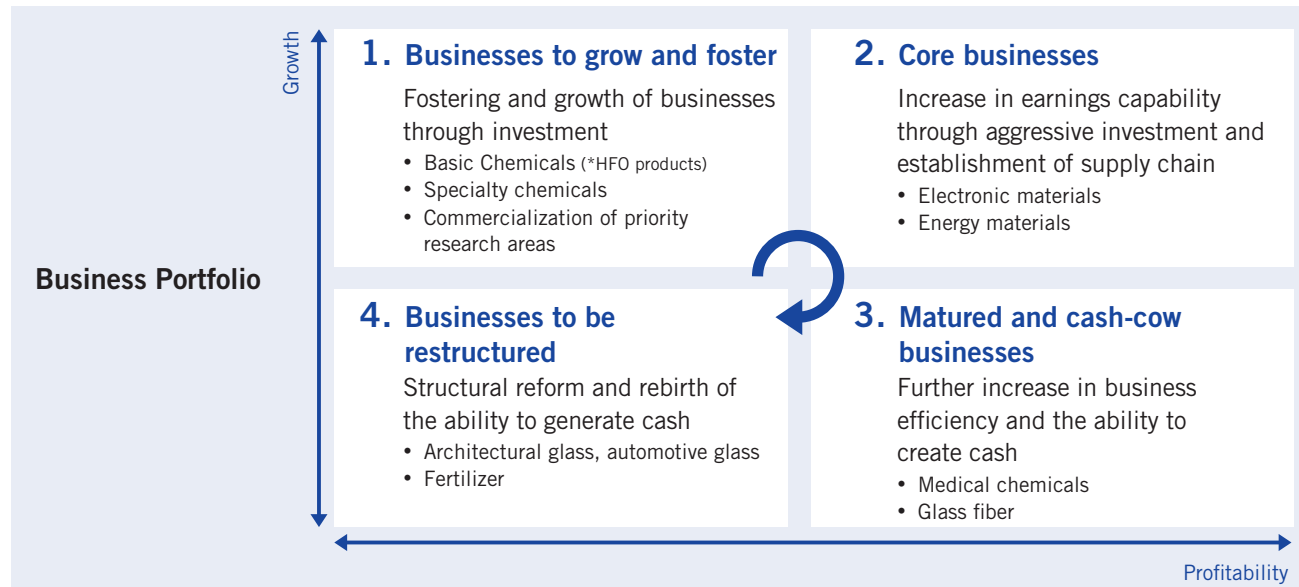 Growth
Business Portfolio
1. Businesses to grow and foster
Fostering and growth of businesses
through investment
• Basic Chemicals (*HFO products)
• Specialty chemicals
• Commercialization of priority
research areas
2. Core businesses
Increase in earnings capability
through aggressive investment and
establishment of supply chain
• Electronic materials
• Energy materials
4. Businesses to be
restructured
Structural reform and rebirth of
the ability to generate cash
• Architectural glass, automotive glass
• Fertilizer
3. Matured and cash-cow
businesses
Further increase in business
efficiency and the ability to
create cash
• Medical chemicals
• Glass fiber
Profitability